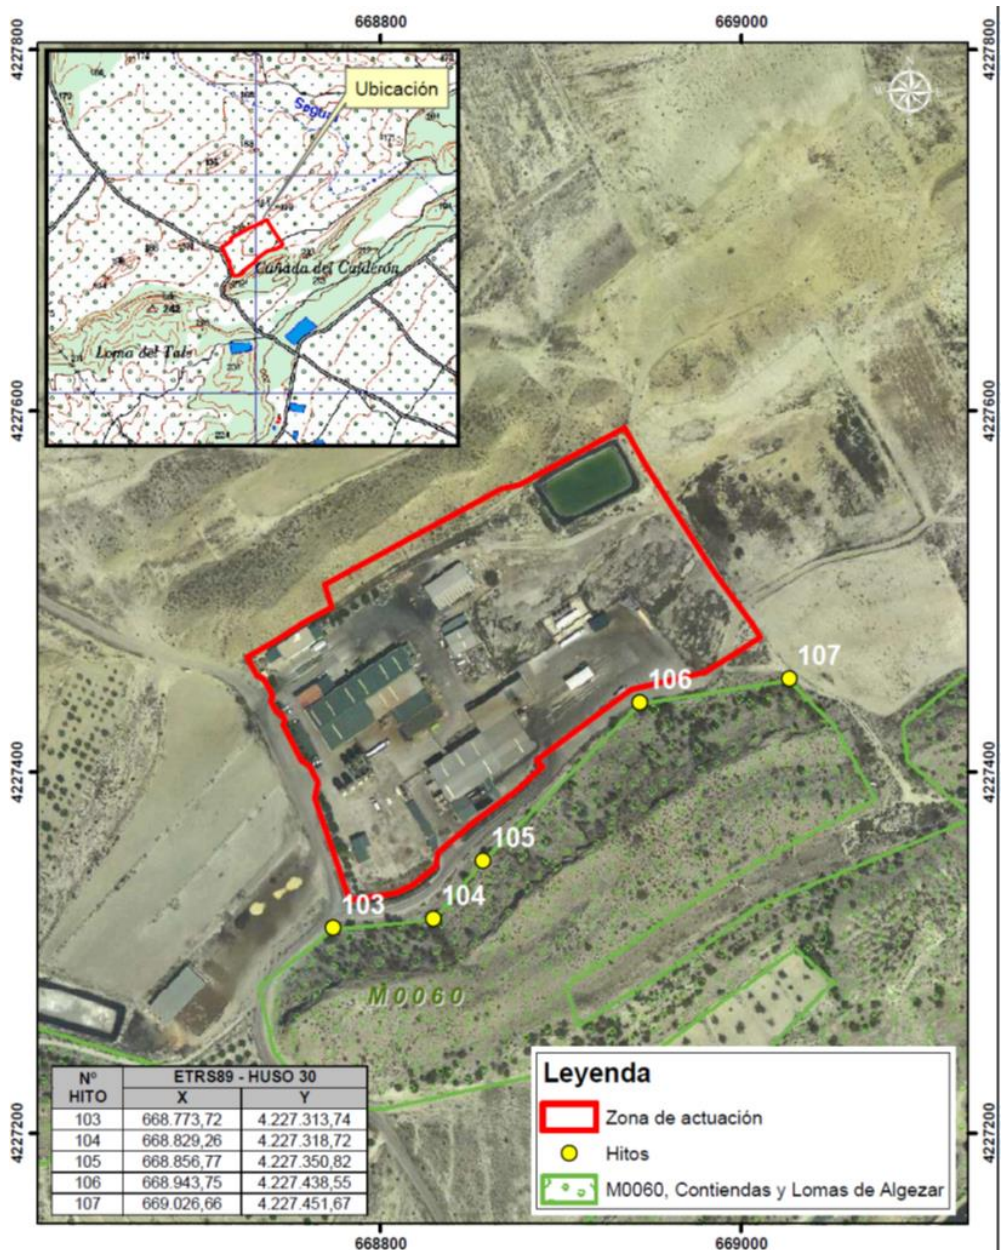 668800
669000
4227800
4227800
Ubicación
Segura
Cañada del Calderón
242
Loma del Tale
4227600
4227600
107
106
4227400
4227400
105
104
103
M0060
Nº HITO
ETRS89 - HUSO 30
X
Y
103 668.773,72 4.227.313,74
104 668.829,26 4.227.318,72
105 668.856,77 4.227.350,82
106 668.943,75 4.227.438,55
107 669.026,66 4.227.451,67
Leyenda
Zona de actuación
Hitos
M0060, Contiendas y Lomas de Algezar
4227200
4227200
668800
669000